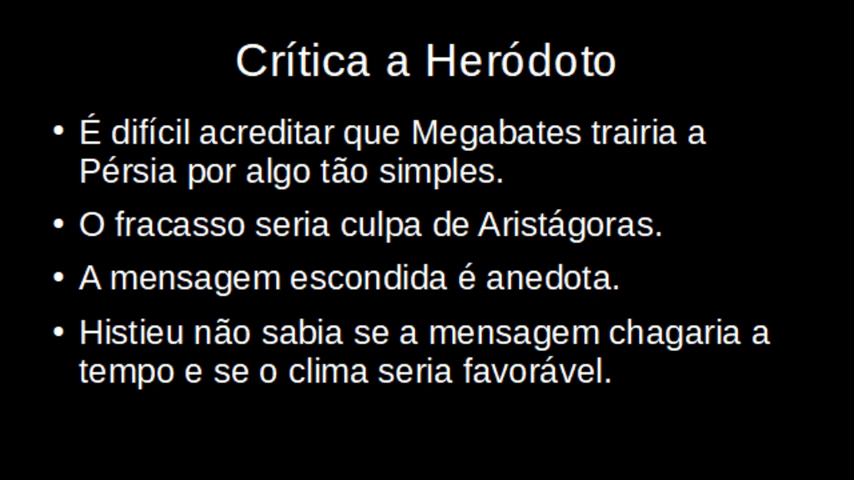 Crítica a Heródoto
• É difícil acreditar que Megabates trairia a
Pérsia por algo tão simples.
• O fracasso seria culpa de Aristágoras.
• A mensagem escondida é anedota.
• Histieu não sabia se a mensagem chagaria a
tempo e se o clima seria favorável.